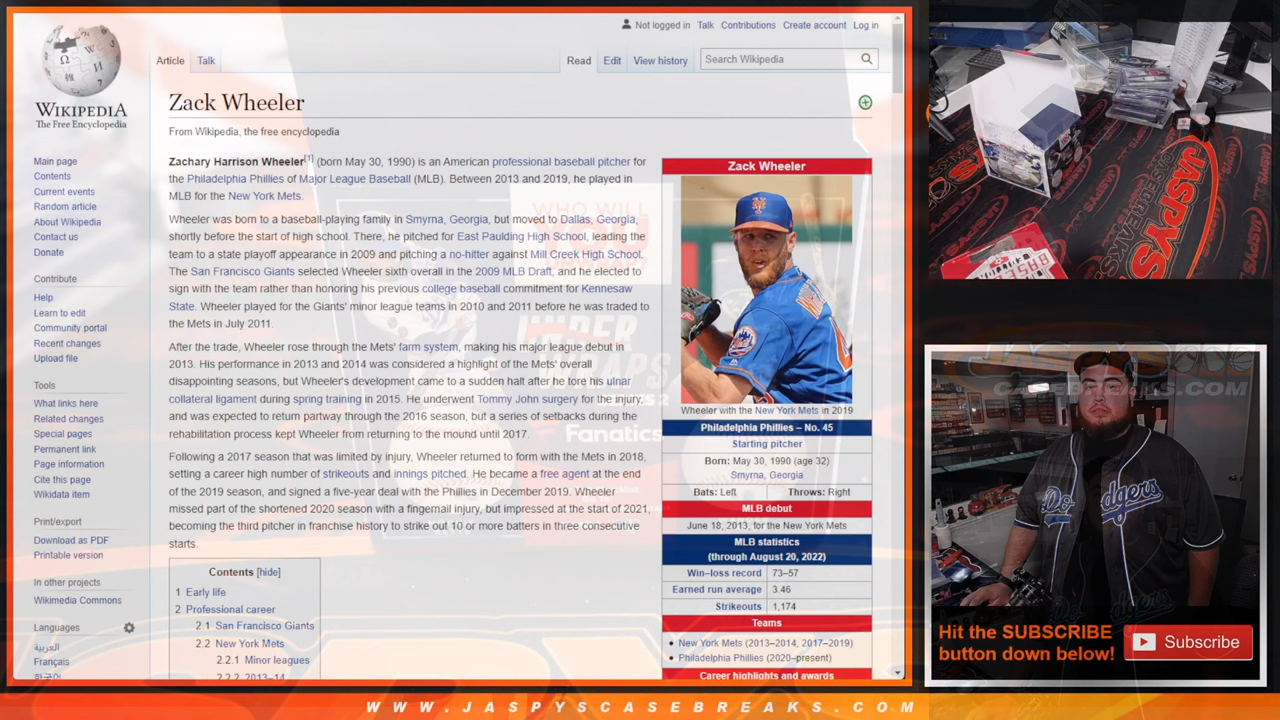 Not logged in Talk Contributions Create account Log in
WIKIPEDIA
The Free Encyclopedia
Article Talk
Read Edit View history
Search Wikipedia
Zack Wheeler
From Wikipedia, the free encyclopedia
Main page
Contents
Current events
Random article
About Wikipedia
Contact us
Donate
Contribute
Help
Learn to edit
Community portal
Recent changes
Upload file
Tools
What links here
Related changes
Special pages
Permanent link
Page information
Cite this page
Wikidata item
Print/export
Download as PDF
Printable version
In other projects
Wikimedia Commons
Languages
العربية
Français
한국어
Zachary Harrison Wheeler[1] (born May 30, 1990) is an American professional baseball pitcher for
the Philadelphia Phillies of Major League Baseball (MLB). Between 2013 and 2019, he played in
MLB for the New York Mets.
Wheeler was born to a baseball-playing family in Smyrna, Georgia, but moved to Dallas, Georgia,
shortly before the start of high school. There, he pitched for East Paulding High School, leading the
team to a state playoff appearance in 2009 and pitching a no-hitter against Mill Creek High School.
The San Francisco Giants selected Wheeler sixth overall in the 2009 MLB Draft, and he elected to
sign with the team rather than honoring his previous college baseball commitment for Kennesaw
State. Wheeler played for the Giants' minor league teams in 2010 and 2011 before he was traded to
the Mets in July 2011.
After the trade, Wheeler rose through the Mets' farm system, making his major league debut in
2013. His performance in 2013 and 2014 was considered a highlight of the Mets' overall
disappointing seasons, but Wheeler's development came to a sudden halt after he tore his ulnar
collateral ligament during spring training in 2015. He underwent Tommy John surgery for the injury,
and was expected to return partway through the 2016 season, but a series of setbacks during the
rehabilitation process kept Wheeler from returning to the mound until 2017.
Following a 2017 season that was limited by injury, Wheeler returned to form with the Mets in 2018,
setting a career high number of strikeouts and innings pitched. He became a free agent at the end
of the 2019 season, and signed a five-year deal with the Phillies in December 2019. Wheeler
missed part of the shortened 2020 season with a fingernail injury, but impressed at the start of 2021,
becoming the third pitcher in franchise history to strike out 10 or more batters in three consecutive
starts.
Contents [hide]
1 Early life
2 Professional career
2.1 San Francisco Giants
2.2 New York Mets
2.2.1 Minor leagues
2.2.2 2013–14
Zack Wheeler
Wheeler with the New York Mets in 2019
Philadelphia Phillies – No. 45
Starting pitcher
Born: May 30, 1990 (age 32)
Smyrna, Georgia
Bats: Left Throws: Right
MLB debut
June 18, 2013, for the New York Mets
MLB statistics
(through August 20, 2022)
Win–loss record 73–57
Earned run average 3.46
Strikeouts 1,174
Teams
• New York Mets (2013–2014, 2017–2019)
• Philadelphia Phillies (2020–present)
Career highlights and awards
WHO WILL
UNDER
WRAPS
Fanatics
JASPYS
CASEBREAKS.COM
Dodgers
Hit the SUBSCRIBE
button down below!
Subscribe
WWW.JASPYSCASEBREAKS.COM